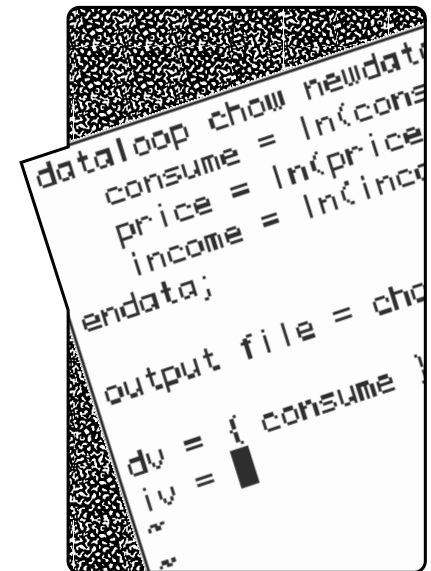 dataloop chow newdat
consume = ln(cons
price = ln(price
income = ln(inco
endata;
output file = cho
dv = { consume }
iv =
~
~